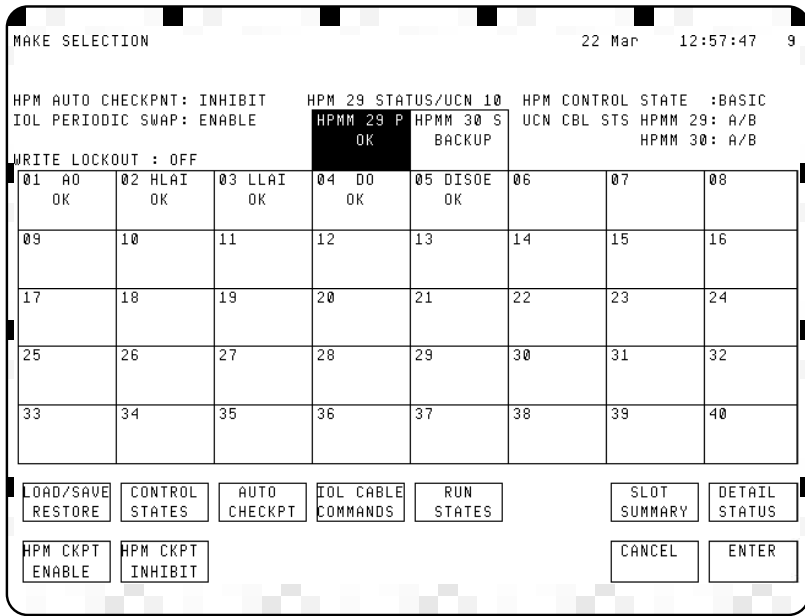 MAKE SELECTION 22 Mar 12:57:47 9
HPM AUTO CHECKPNT: INHIBIT HPM 29 STATUS/UCN 10 HPM CONTROL STATE :BASIC
IOL PERIODIC SWAP: ENABLE HPMM 29 P HPMM 30 S UCN CBL STS HPMM 29: A/B
OK BACKUP HPMM 30: A/B
WRITE LOCKOUT : OFF
01 AO 02 HLAI 03 LLAI 04 DO 05 DISOE 06 07 08
OK OK OK OK OK
09 10 11 12 13 14 15 16
17 18 19 20 21 22 23 24
25 26 27 28 29 30 31 32
33 34 35 36 37 38 39 40
LOAD/SAVE CONTROL AUTO IOL CABLE RUN SLOT DETAIL
RESTORE STATES CHECKPT COMMANDS STATES SUMMARY STATUS
HPM CKPT HPM CKPT CANCEL ENTER
ENABLE INHIBIT